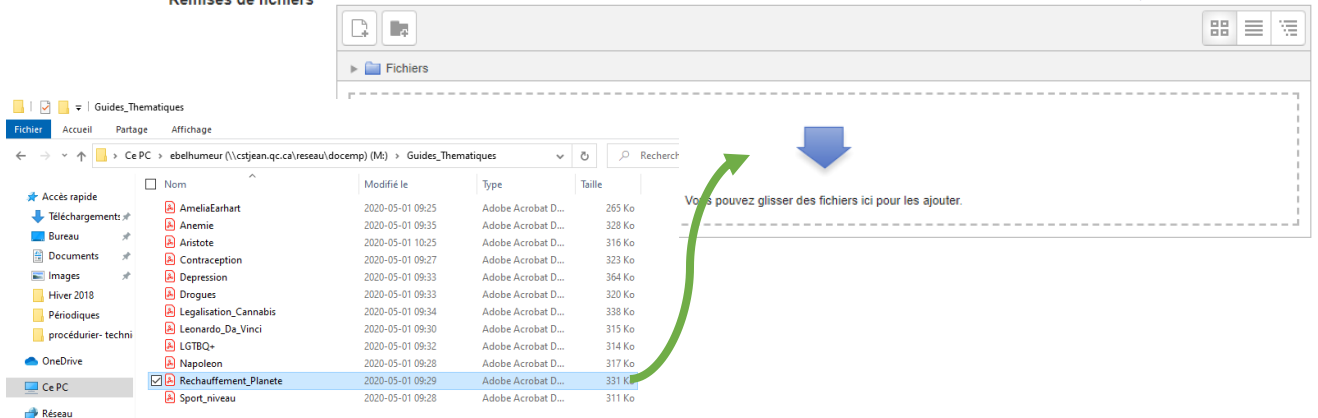 Remises de fichiers
Fichiers
Vous pouvez glisser des fichiers ici pour les ajouter.
Guides_Thematiques
Fichier Accueil Partage Affichage
Ce PC > ebelhumeur (\\cstjean.qc.ca\reseau\docemp) (M:) > Guides_Thematiques
Recherch
Nom Modifié le Type Taille
Accès rapide
Téléchargements
Bureau
Documents
Images
Hiver 2018
Périodiques
procédurier- techni
OneDrive
Ce PC
Réseau
AmeliaEarhart 2020-05-01 09:25 Adobe Acrobat D... 265 Ko
Anemie 2020-05-01 09:35 Adobe Acrobat D... 328 Ko
Aristote 2020-05-01 10:25 Adobe Acrobat D... 316 Ko
Contraception 2020-05-01 09:27 Adobe Acrobat D... 323 Ko
Depression 2020-05-01 09:33 Adobe Acrobat D... 364 Ko
Drogues 2020-05-01 09:33 Adobe Acrobat D... 320 Ko
Legalisation_Cannabis 2020-05-01 09:34 Adobe Acrobat D... 338 Ko
Leonardo_Da_Vinci 2020-05-01 09:30 Adobe Acrobat D... 315 Ko
LGTBQ+ 2020-05-01 09:32 Adobe Acrobat D... 314 Ko
Napoleon 2020-05-01 09:28 Adobe Acrobat D... 317 Ko
Rechauffement_Planete 2020-05-01 09:29 Adobe Acrobat D... 331 Ko
Sport_niveau 2020-05-01 09:28 Adobe Acrobat D... 311 Ko